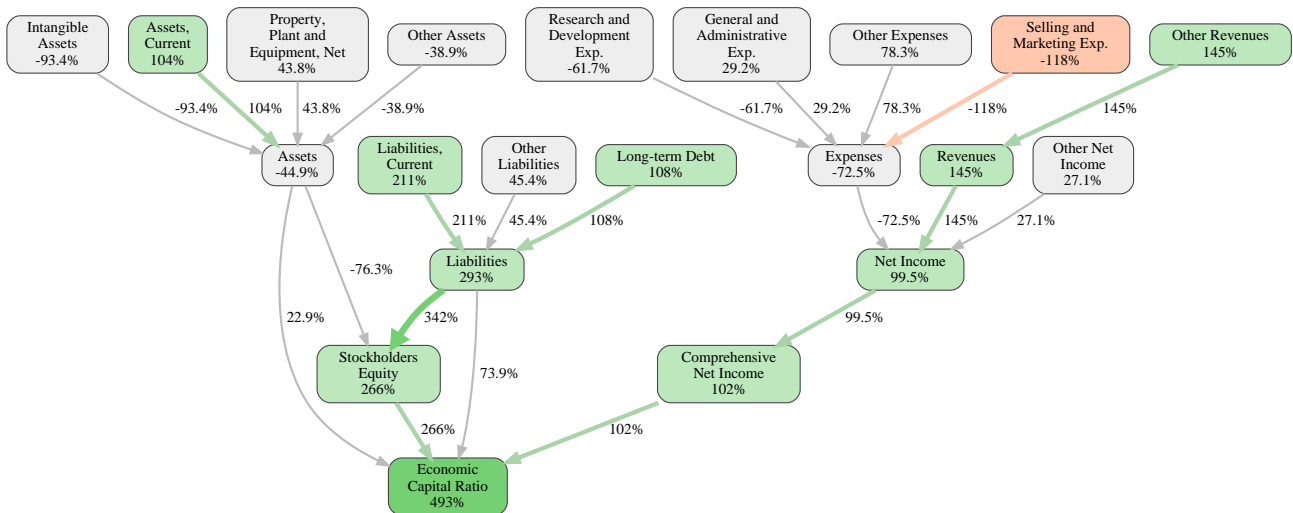 Intangible
Assets
-93.4%
Assets,
Current
104%
Property,
Plant and
Equipment, Net
43.8%
Other Assets
-38.9%
Research and
Development
Exp.
-61.7%
General and
Administrative
Exp.
29.2%
Other Expenses
78.3%
Selling and
Marketing Exp.
-118%
Other Revenues
145%
-93.4%
104%
43.8%
-38.9%
-61.7%
29.2%
78.3%
-118%
145%
Assets
-44.9%
Liabilities,
Current
211%
Other
Liabilities
45.4%
Long-term Debt
108%
Expenses
-72.5%
Revenues
145%
Other Net
Income
27.1%
211%
45.4%
108%
-72.5%
145%
27.1%
Liabilities
293%
Net Income
99.5%
-76.3%
22.9%
342%
99.5%
Stockholders
Equity
266%
73.9%
Comprehensive
Net Income
102%
266%
102%
Economic
Capital Ratio
493%